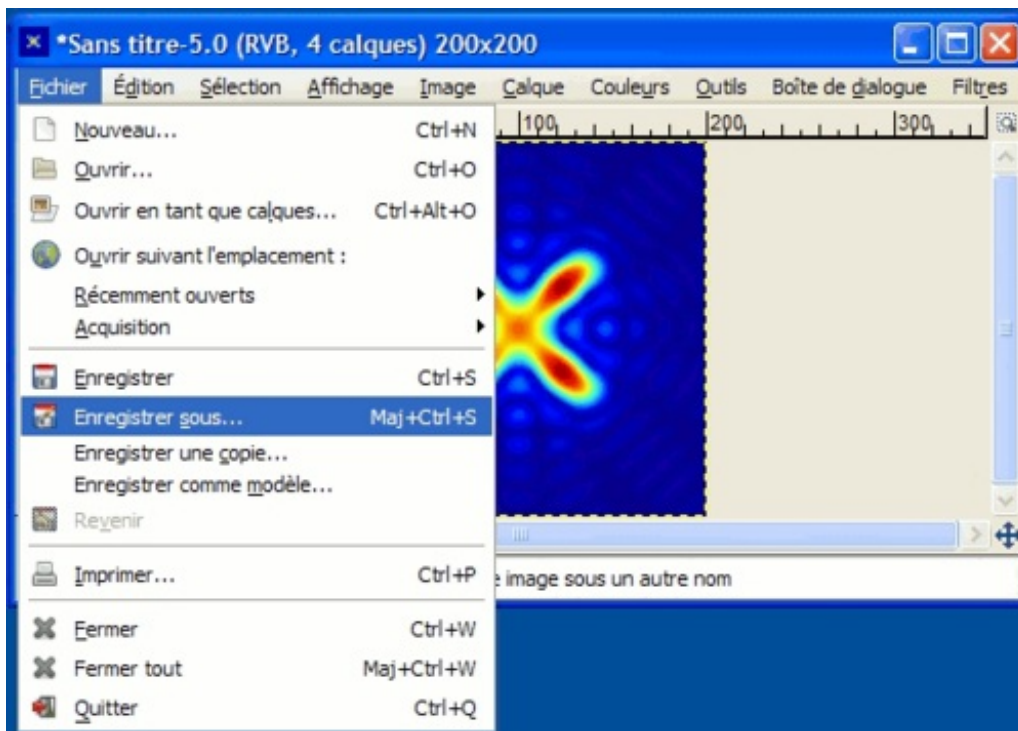 *Sans titre-5.0 (RVB, 4 calques) 200x200
Fichier Édition Sélection Affichage Image Calque Couleurs Outils Boîte de dialogue Filtres
100 200 300
Nouveau... Ctrl+N
Ouvrir... Ctrl+O
Ouvrir en tant que calques... Ctrl+Alt+O
Ouvrir suivant l'emplacement :
Récemment ouverts
Acquisition
Enregistrer Ctrl+S
Enregistrer sous... Maj+Ctrl+S
Enregistrer une copie...
Enregistrer comme modèle...
Revenir
Imprimer... Ctrl+P
image sous un autre nom
Fermer Ctrl+W
Fermer tout Maj+Ctrl+W
Quitter Ctrl+Q